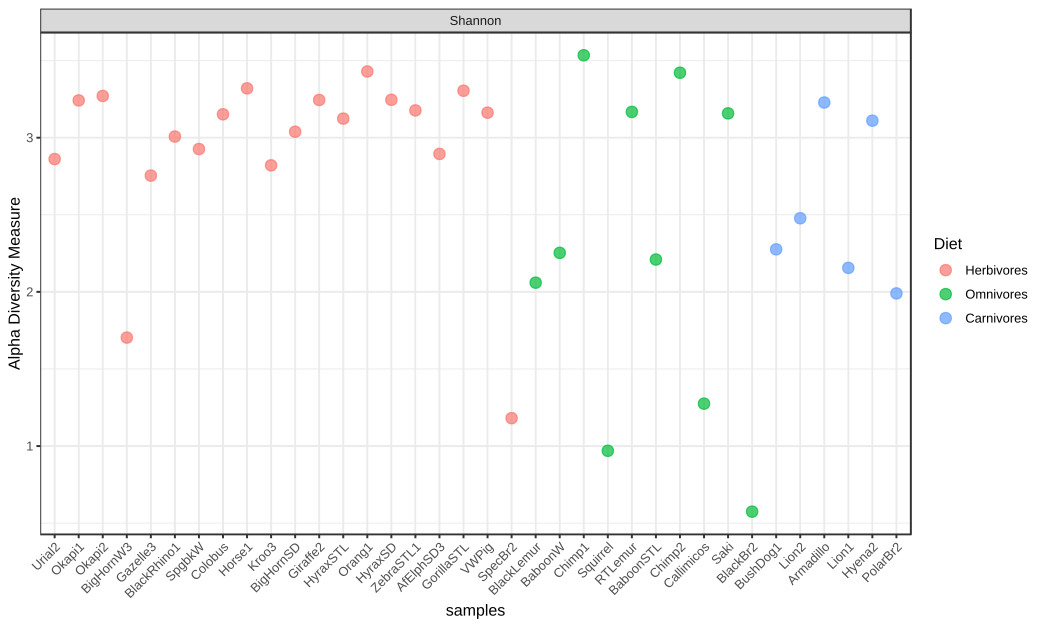 Shannon
Alpha Diversity Measure
3
2
1
Urial2
Okapi1
Okapi2
BigHornW3
Gazelle3
BlackRhino1
SpgbkW
Colobus
Horse1
Kroo3
BigHornSD
Giraffe2
HyraxSTL
Orang1
HyraxSD
ZebraSTL1
AfElphSD3
GorillaSTL
VWPig
SpecBr2
BlackLemur
BaboonW
Chimp1
Squirrel
RTLemur
BaboonSTL
Chimp2
Callimicos
Saki
BlackBr2
BushDog1
Lion2
Armadillo
Lion1
Hyena2
PolarBr2
samples
Diet
Herbivores
Omnivores
Carnivores